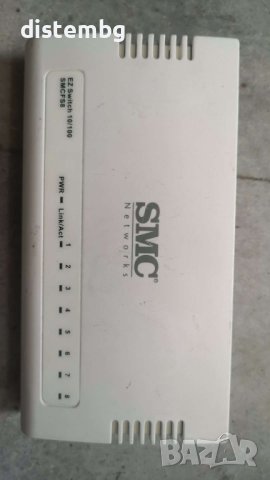 distembg
EZ Switch 10/100
SMCFS8
PWR
Link/Act
1
2
3
4
5
6
7
8
SMC®
Networks
BAZAR